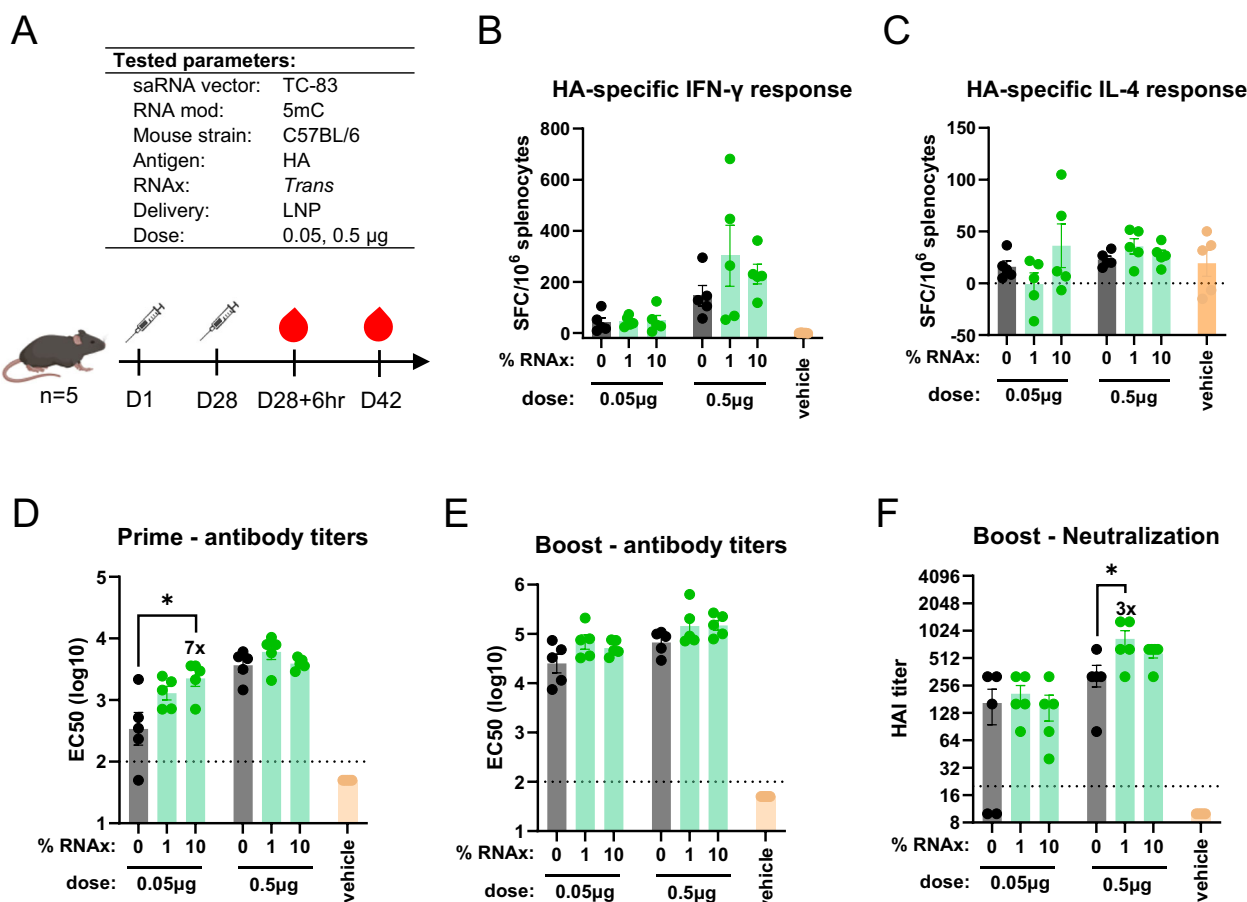 A
Tested parameters:
saRNA vector: TC-83
RNA mod: 5mC
Mouse strain: C57BL/6
Antigen: HA
RNAx: Trans
Delivery: LNP
Dose: 0.05, 0.5 µg
n=5
D1 D28 D28+6hr D42
B
HA-specific IFN-γ response
SFC/10⁶ splenocytes
800
600
400
200
0
% RNAx: 0 1 10 0 1 10
dose: 0.05µg 0.5µg
vehicle
C
HA-specific IL-4 response
SFC/10⁶ splenocytes
150
100
50
0
-50
% RNAx: 0 1 10 0 1 10
dose: 0.05µg 0.5µg
vehicle
D
Prime - antibody titers
EC50 (log10)
5
4
3
2
1
*
7x
% RNAx: 0 1 10 0 1 10
dose: 0.05µg 0.5µg
vehicle
E
Boost - antibody titers
EC50 (log10)
6
5
4
3
2
1
% RNAx: 0 1 10 0 1 10
dose: 0.05µg 0.5µg
vehicle
F
Boost - Neutralization
HAI titer
4096
2048
1024
512
256
128
64
32
16
8
*
3x
% RNAx: 0 1 10 0 1 10
dose: 0.05µg 0.5µg
vehicle